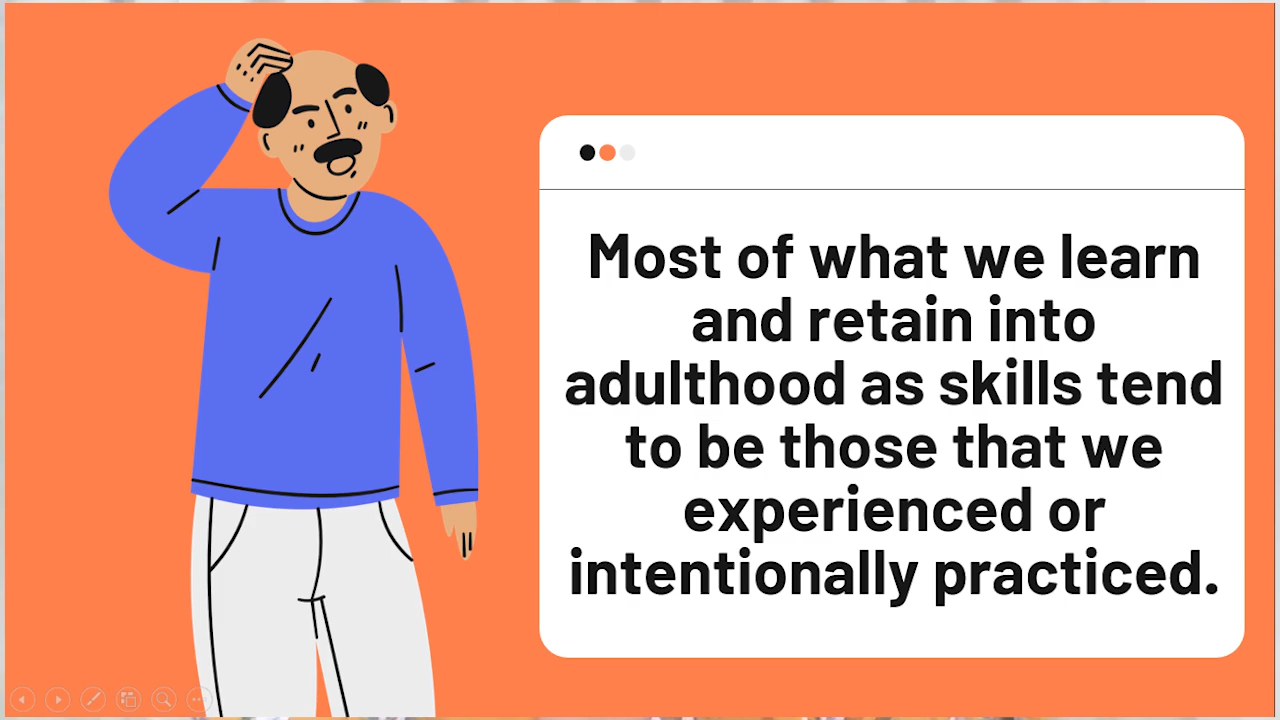 Most of what we learn
and retain into
adulthood as skills tend
to be those that we
experienced or
intentionally practiced.